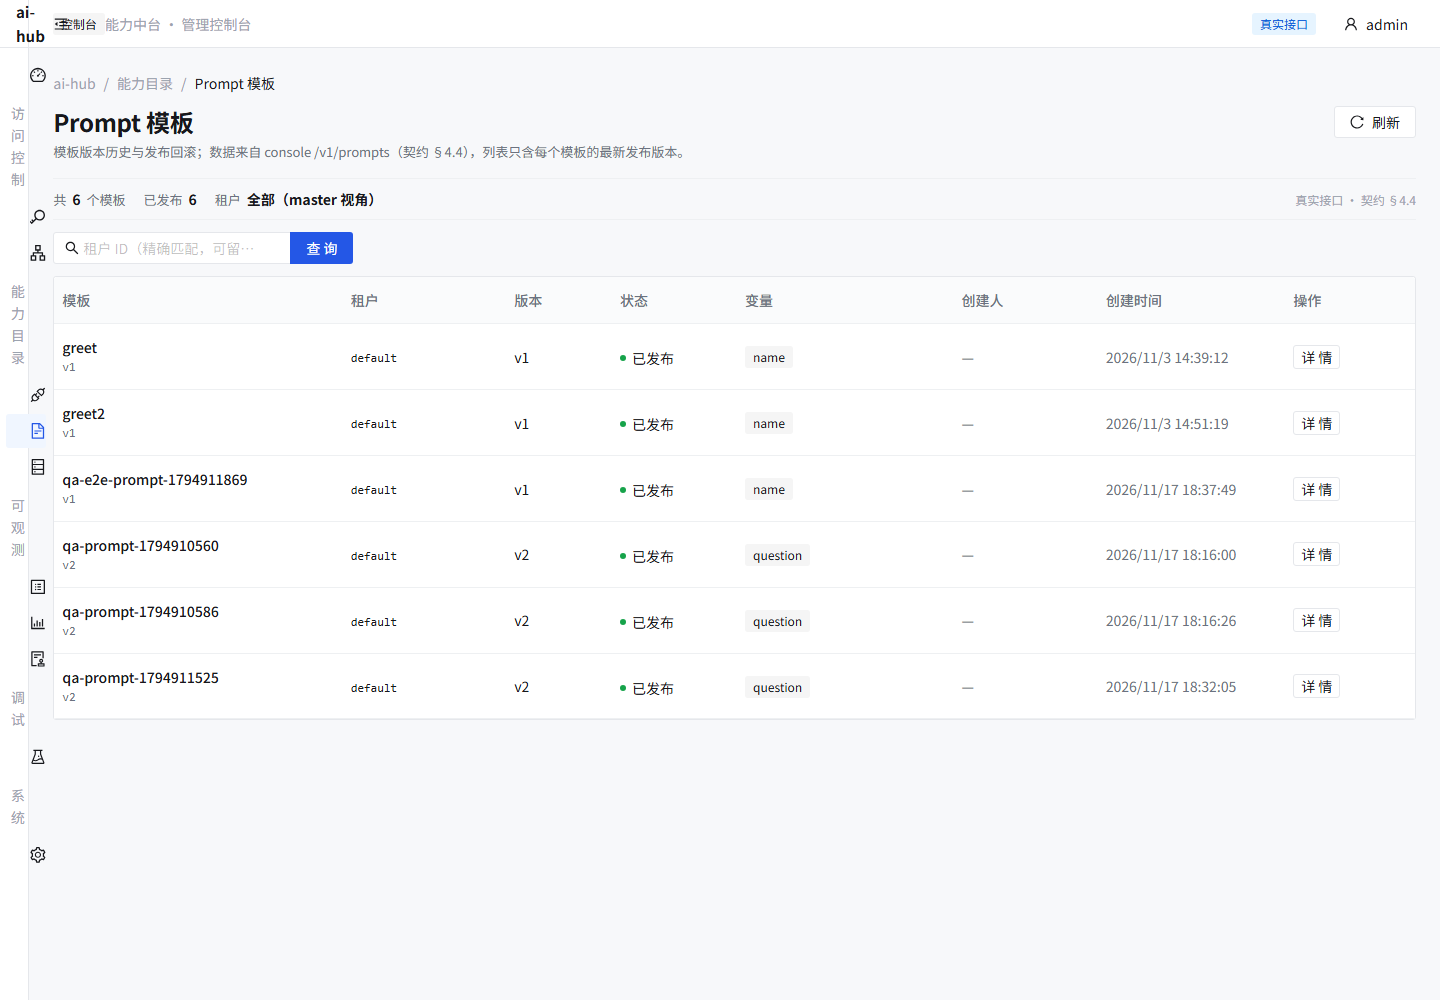 ai-hub
控制台
能力中台 • 管理控制台
真实接口
admin
访问控制
能力目录
可观测
调试
系统
ai-hub / 能力目录 / Prompt 模板
Prompt 模板
刷新
模板版本历史与发布回滚；数据来自 console /v1/prompts（契约 §4.4），列表只含每个模板的最新发布版本。
共 6 个模板 已发布 6 租户 全部（master 视角）
真实接口 • 契约 §4.4
租户 ID（精确匹配，可留…
查 询
模板 租户 版本 状态 变量 创建人 创建时间 操作
greet
v1
default v1 已发布 name — 2026/11/3 14:39:12 详 情
greet2
v1
default v1 已发布 name — 2026/11/3 14:51:19 详 情
qa-e2e-prompt-1794911869
v1
default v1 已发布 name — 2026/11/17 18:37:49 详 情
qa-prompt-1794910560
v2
default v2 已发布 question — 2026/11/17 18:16:00 详 情
qa-prompt-1794910586
v2
default v2 已发布 question — 2026/11/17 18:16:26 详 情
qa-prompt-1794911525
v2
default v2 已发布 question — 2026/11/17 18:32:05 详 情